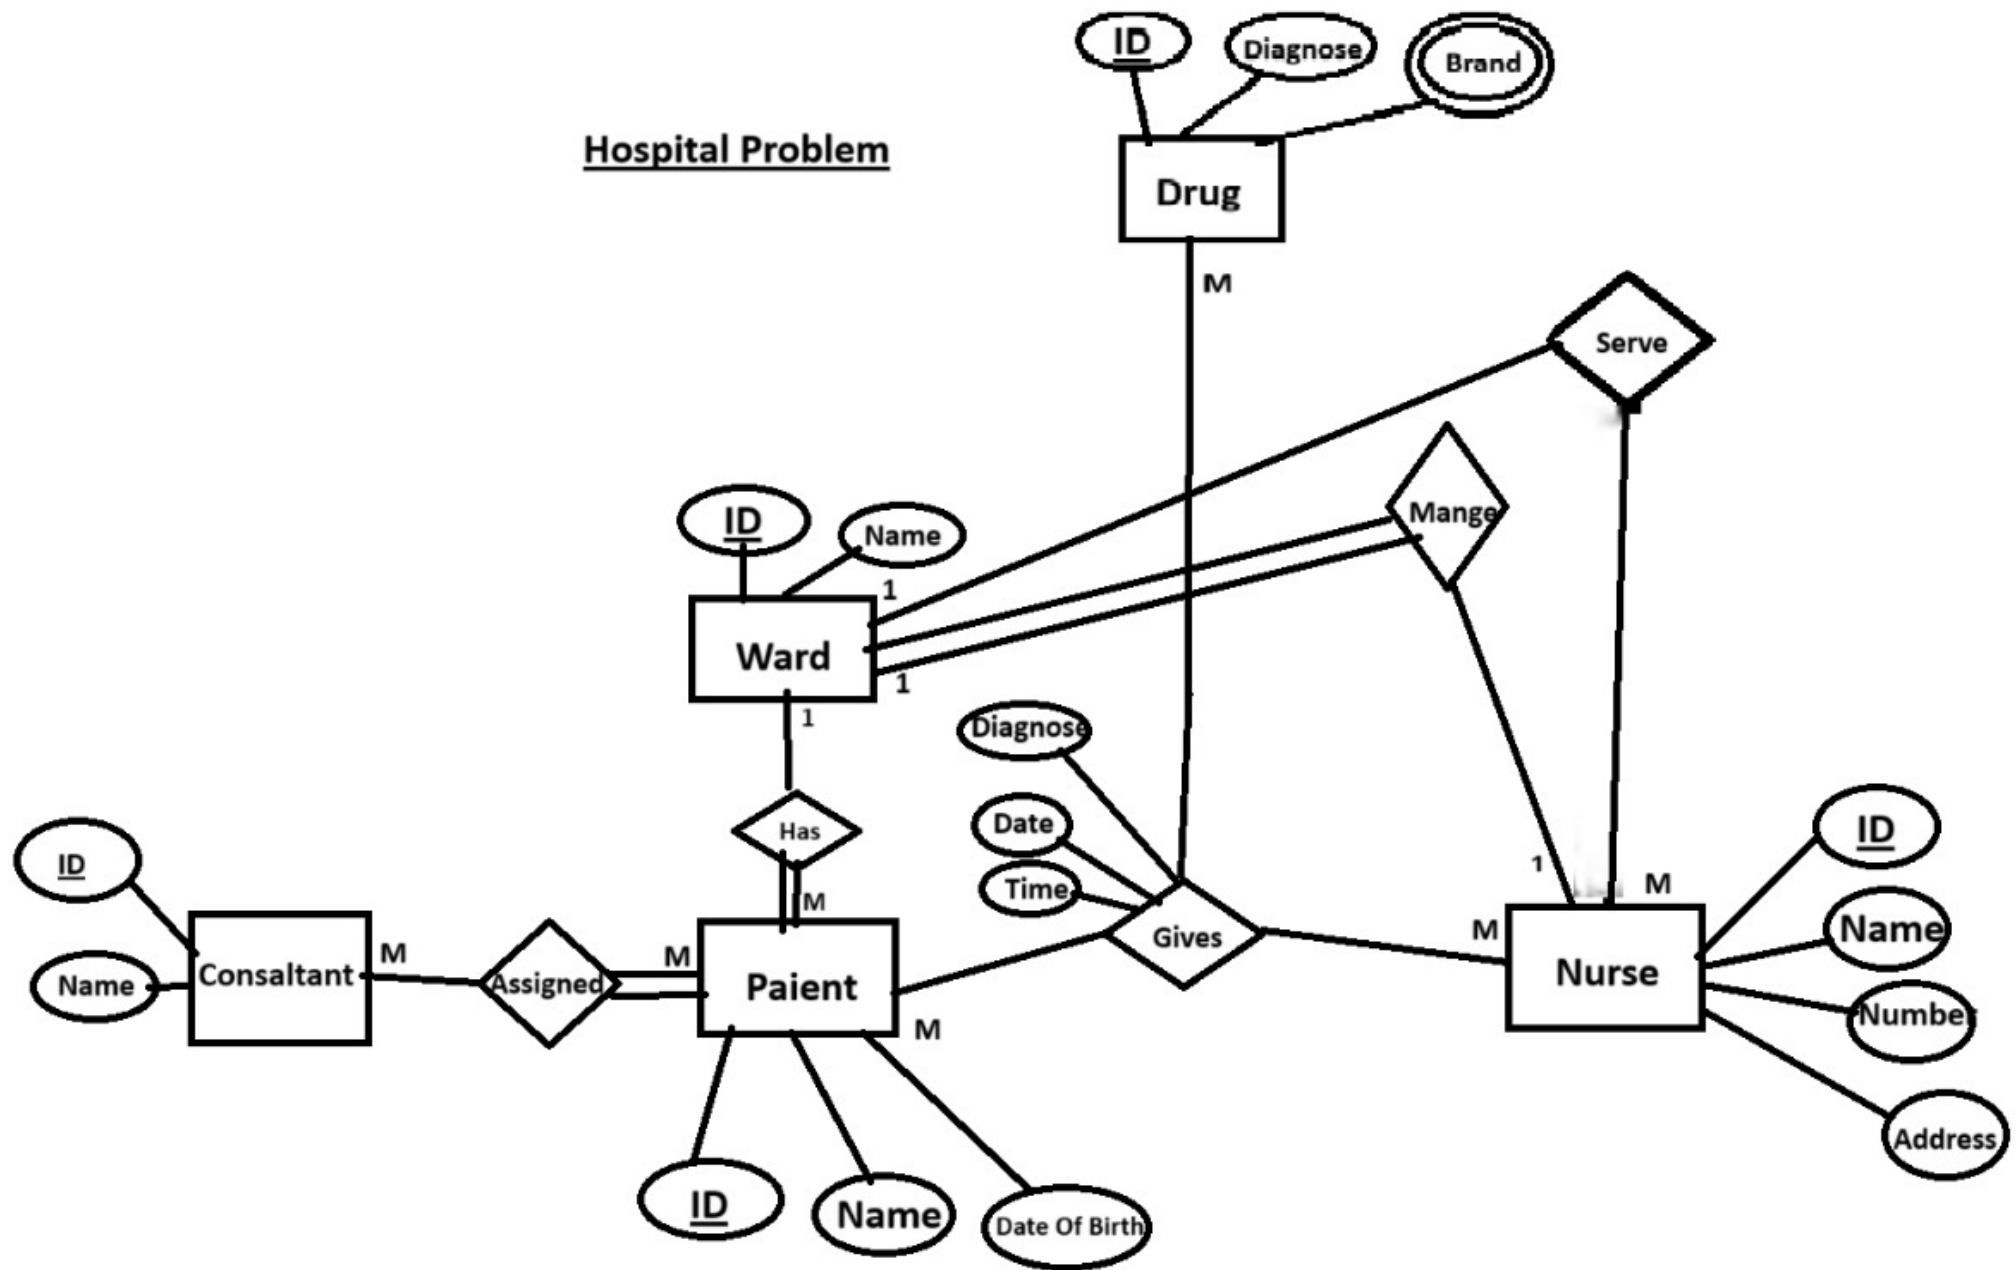 ID
Diagnose
Brand
Hospital Problem
Drug
M
Serve
Mange
ID
Name
1
Ward
1
1
Diagnose
Date
Time
Has
M
1
M
ID
Name
Consaltant
M
Assigned
M
Paient
M
Gives
M
Nurse
ID
Name
Number
Address
ID
Name
Date Of Birth